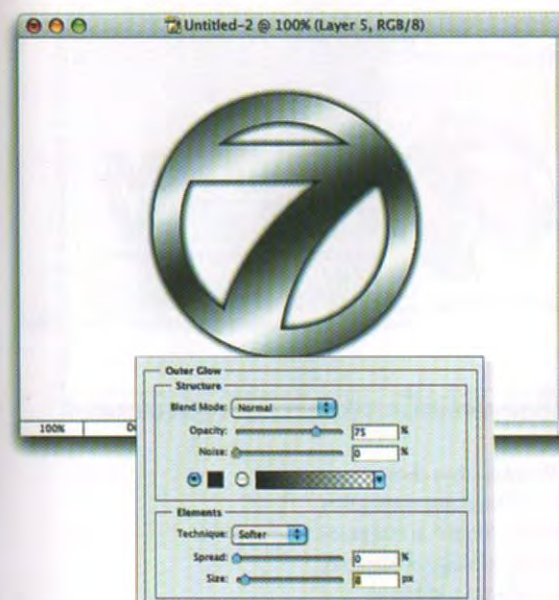 Untitled-2 @ 100% (Layer 5, RGB/8)
7
100%
Outer Glow
Structure
Blend Mode: Normal
Opacity: 75 %
Noise: 0 %
Elements
Technique: Softer
Spread: 0 %
Size: 8 px